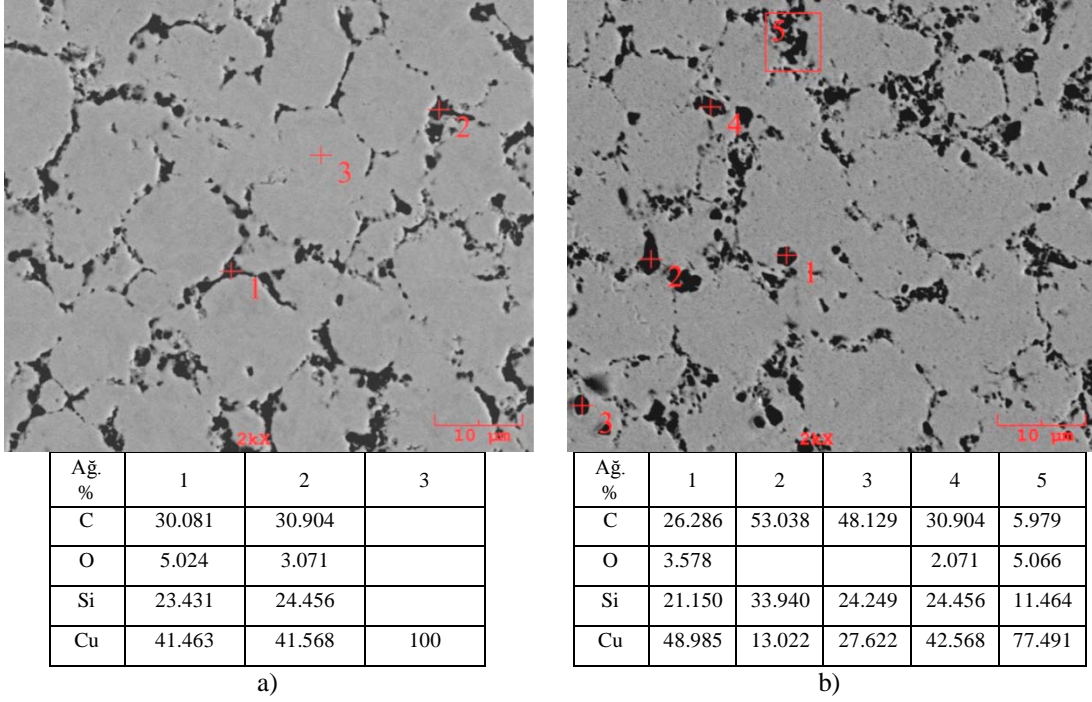 5
2
4
3
1
1
2
3
10 µm
2kX
10 µm
2kX
Ağ. % 1 2 3
C 30.081 30.904
O 5.024 3.071
Si 23.431 24.456
Cu 41.463 41.568 100
a)
Ağ. % 1 2 3 4 5
C 26.286 53.038 48.129 30.904 5.979
O 3.578 2.071 5.066
Si 21.150 33.940 24.249 24.456 11.464
Cu 48.985 13.022 27.622 42.568 77.491
b)